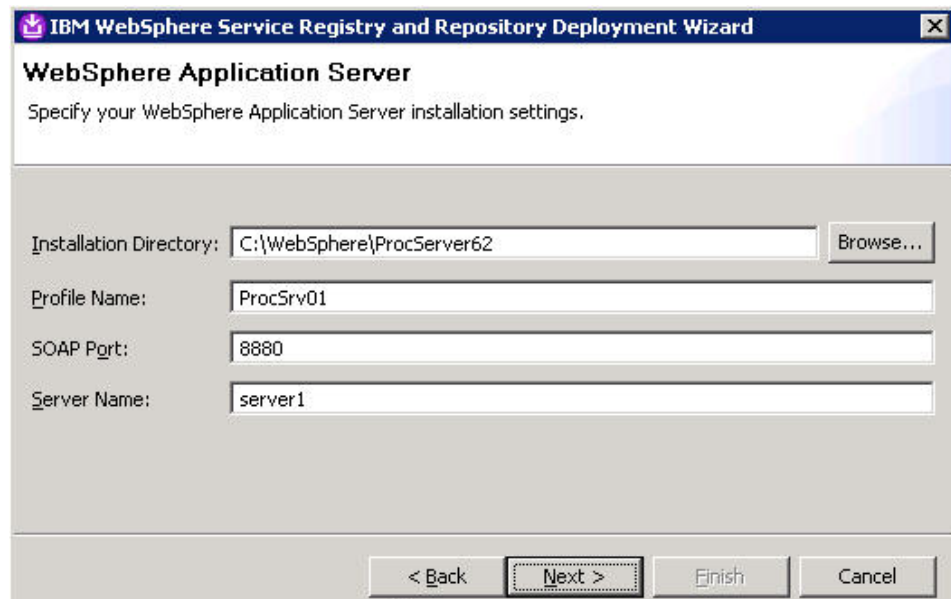 IBM WebSphere Service Registry and Repository Deployment Wizard
WebSphere Application Server
Specify your WebSphere Application Server installation settings.
Installation Directory: C:\WebSphere\ProcServer62 Browse...
Profile Name: ProcSrv01
SOAP Port: 8880
Server Name: server1
< Back Next > Finish Cancel